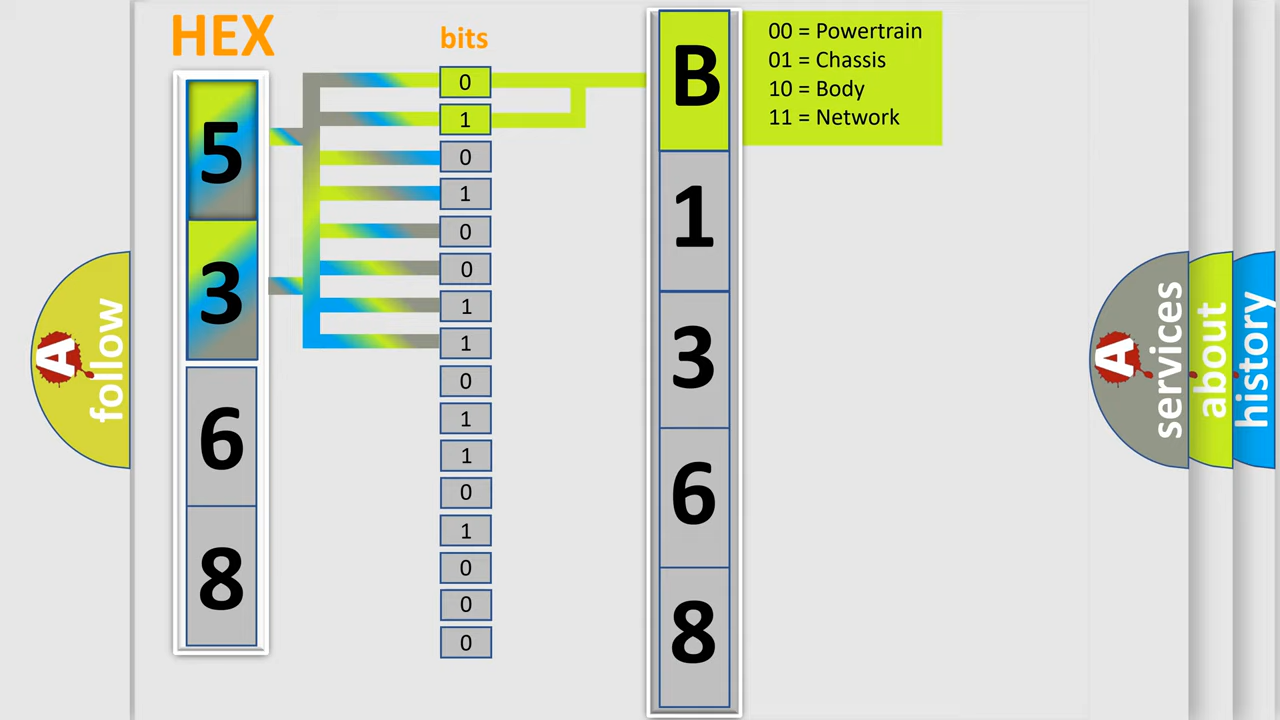 HEX
bits
5
3
6
8
0
1
0
1
0
0
1
1
0
1
1
0
1
0
0
0
B
1
3
6
8
00 = Powertrain
01 = Chassis
10 = Body
11 = Network
A
follow
A
services
about
history